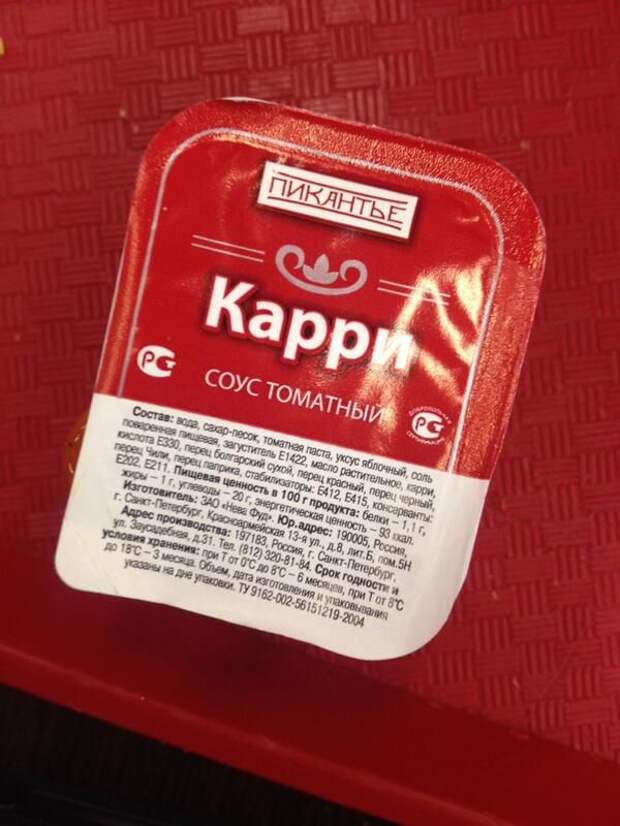 ПИКАНТЬЕ
Карри
СОУС ТОМАТНЫЙ
РСТ
ДОБРОВОЛЬНАЯ
РСТ
СЕРТИФИКАЦИЯ
Состав: вода, сахар-песок, томатная паста, уксус яблочный, соль
поваренная пищевая, загуститель Е1422, масло растительное, карри,
кислота Е330, перец болгарский сухой, перец красный, перец черный,
перец Чили, перец паприка, стабилизаторы: Е412, Е415, консерванты:
Е202, Е211. Пищевая ценность в 100 г продукта: белки – 1,1 г,
жиры – 1 г, углеводы – 20 г, энергетическая ценность – 93 ккал.
Изготовитель: ЗАО «Нева Фуд». Юр.адрес: 190005, Россия,
г. Санкт-Петербург, Красноармейская 13-я ул., д.8, лит.Б, пом.5Н
Адрес производства: 197183, Россия, г. Санкт-Петербург,
ул. Заусадебная, д.31. Тел. (812) 320-81-84. Срок годности и
условия хранения: при Т от 0°С до 8°С – 6 месяцев, при Т от 8°С
до 18°С – 3 месяца. Объем, дата изготовления и упаковывания
указаны на дне упаковки. ТУ 9162-002-56151219-2004